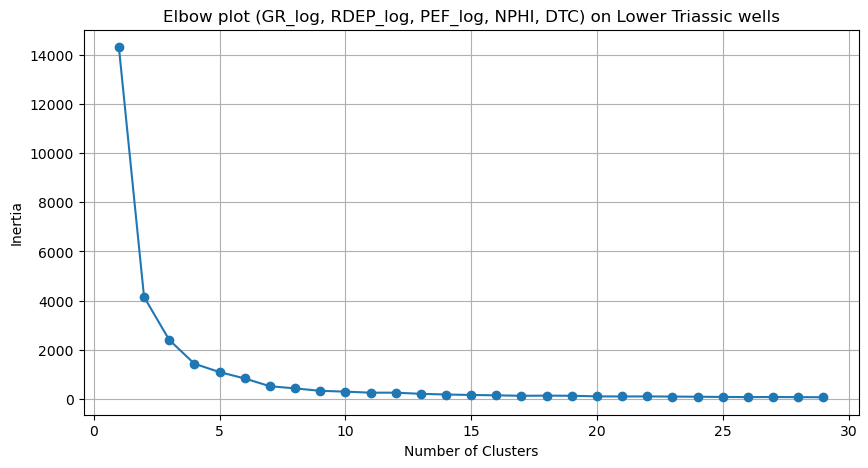 Elbow plot (GR_log, RDEP_log, PEF_log, NPHI, DTC) on Lower Triassic wells
14000
12000
10000
8000
6000
4000
2000
0
Inertia
0 5 10 15 20 25 30
Number of Clusters